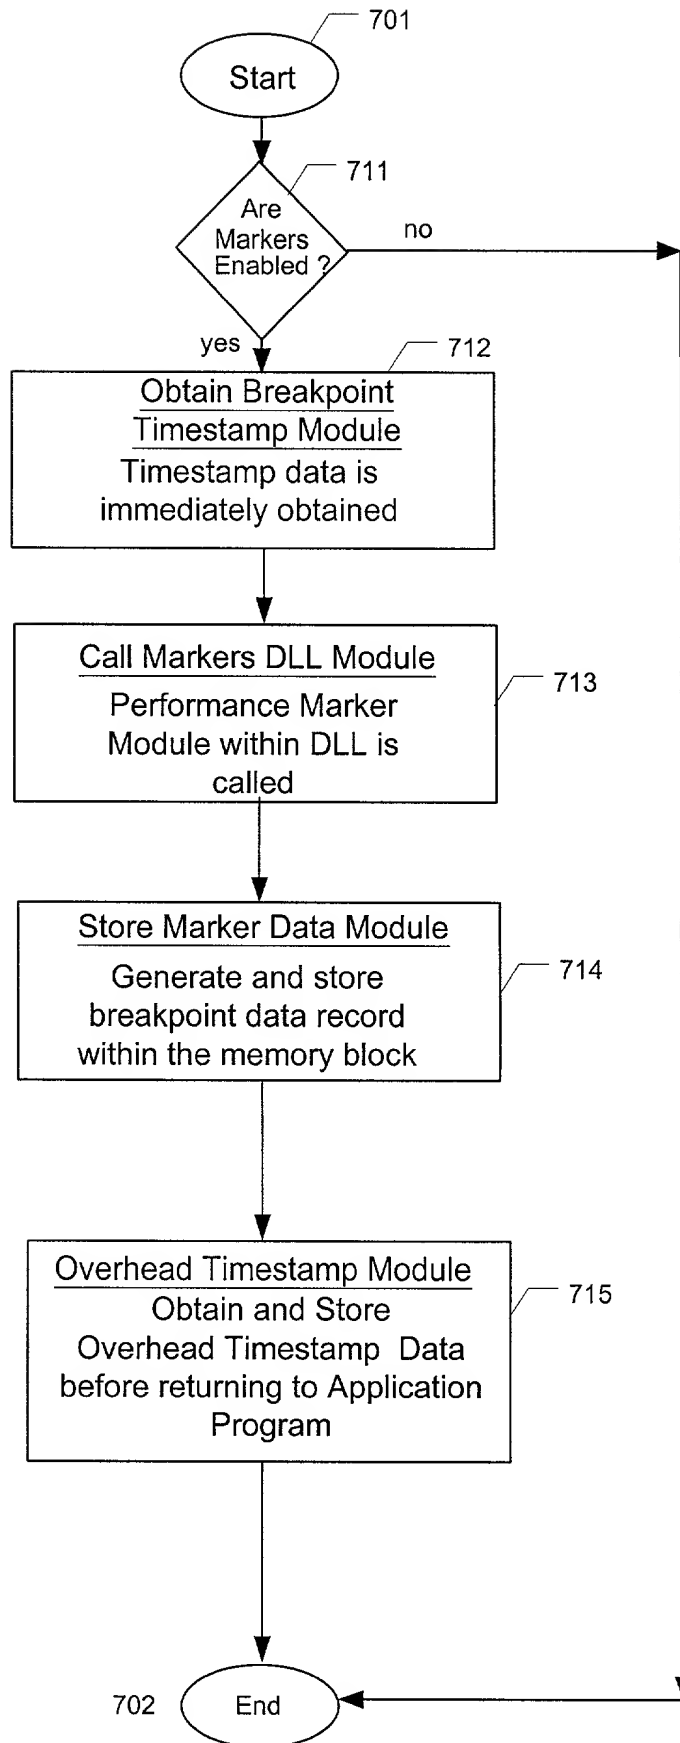 701
Start
711
Are
Markers
Enabled ?
no
yes
712
Obtain Breakpoint
Timestamp Module
Timestamp data is
immediately obtained
Call Markers DLL Module
713
Performance Marker
Module within DLL is
called
Store Marker Data Module
714
Generate and store
breakpoint data record
within the memory block
Overhead Timestamp Module
715
Obtain and Store
Overhead Timestamp Data
before returning to Application
Program
702
End